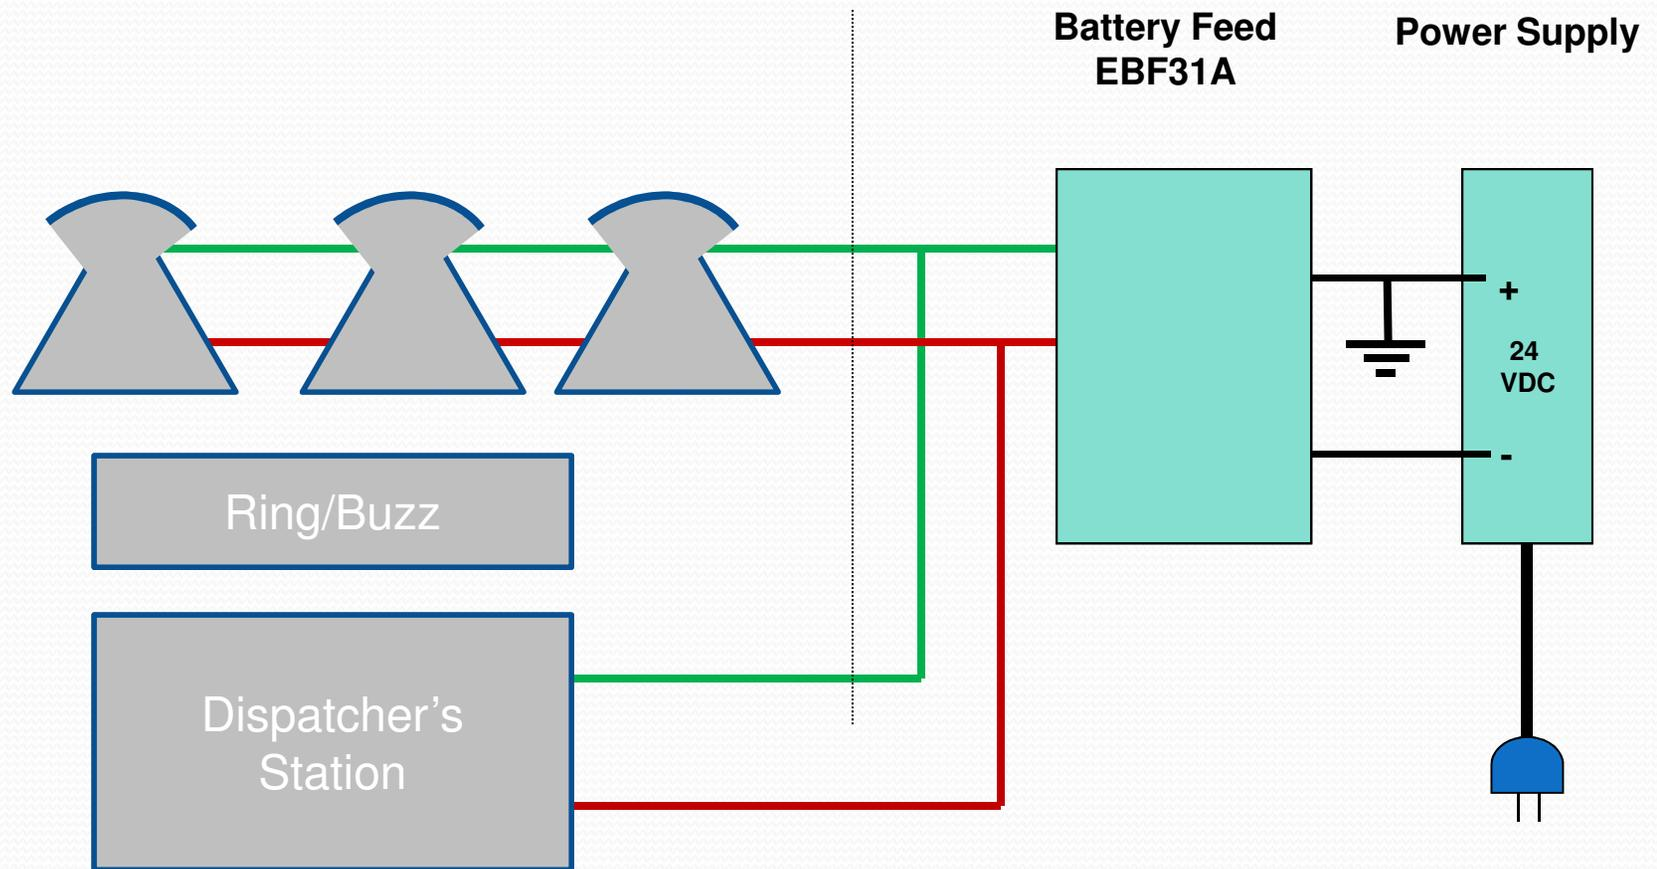 Battery Feed
EBF31A
Power Supply
+
24
VDC
-
Ring/Buzz
Dispatcher’s
Station